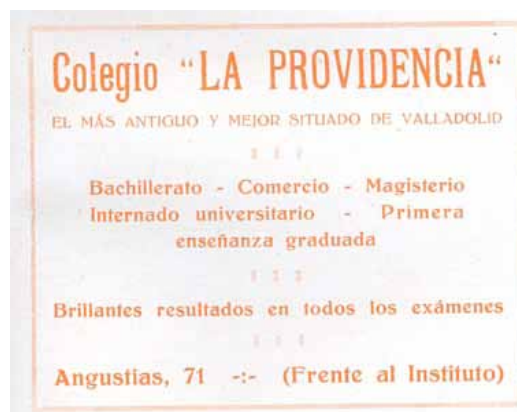 Colegio “LA PROVIDENCIA“
EL MÁS ANTIGUO Y MEJOR SITUADO DE VALLADOLID
Bachillerato - Comercio - Magisterio
Internado universitario - Primera
enseñanza graduada
Brillantes resultados en todos los exámenes
Angustias, 71 -:- (Frente al Instituto)